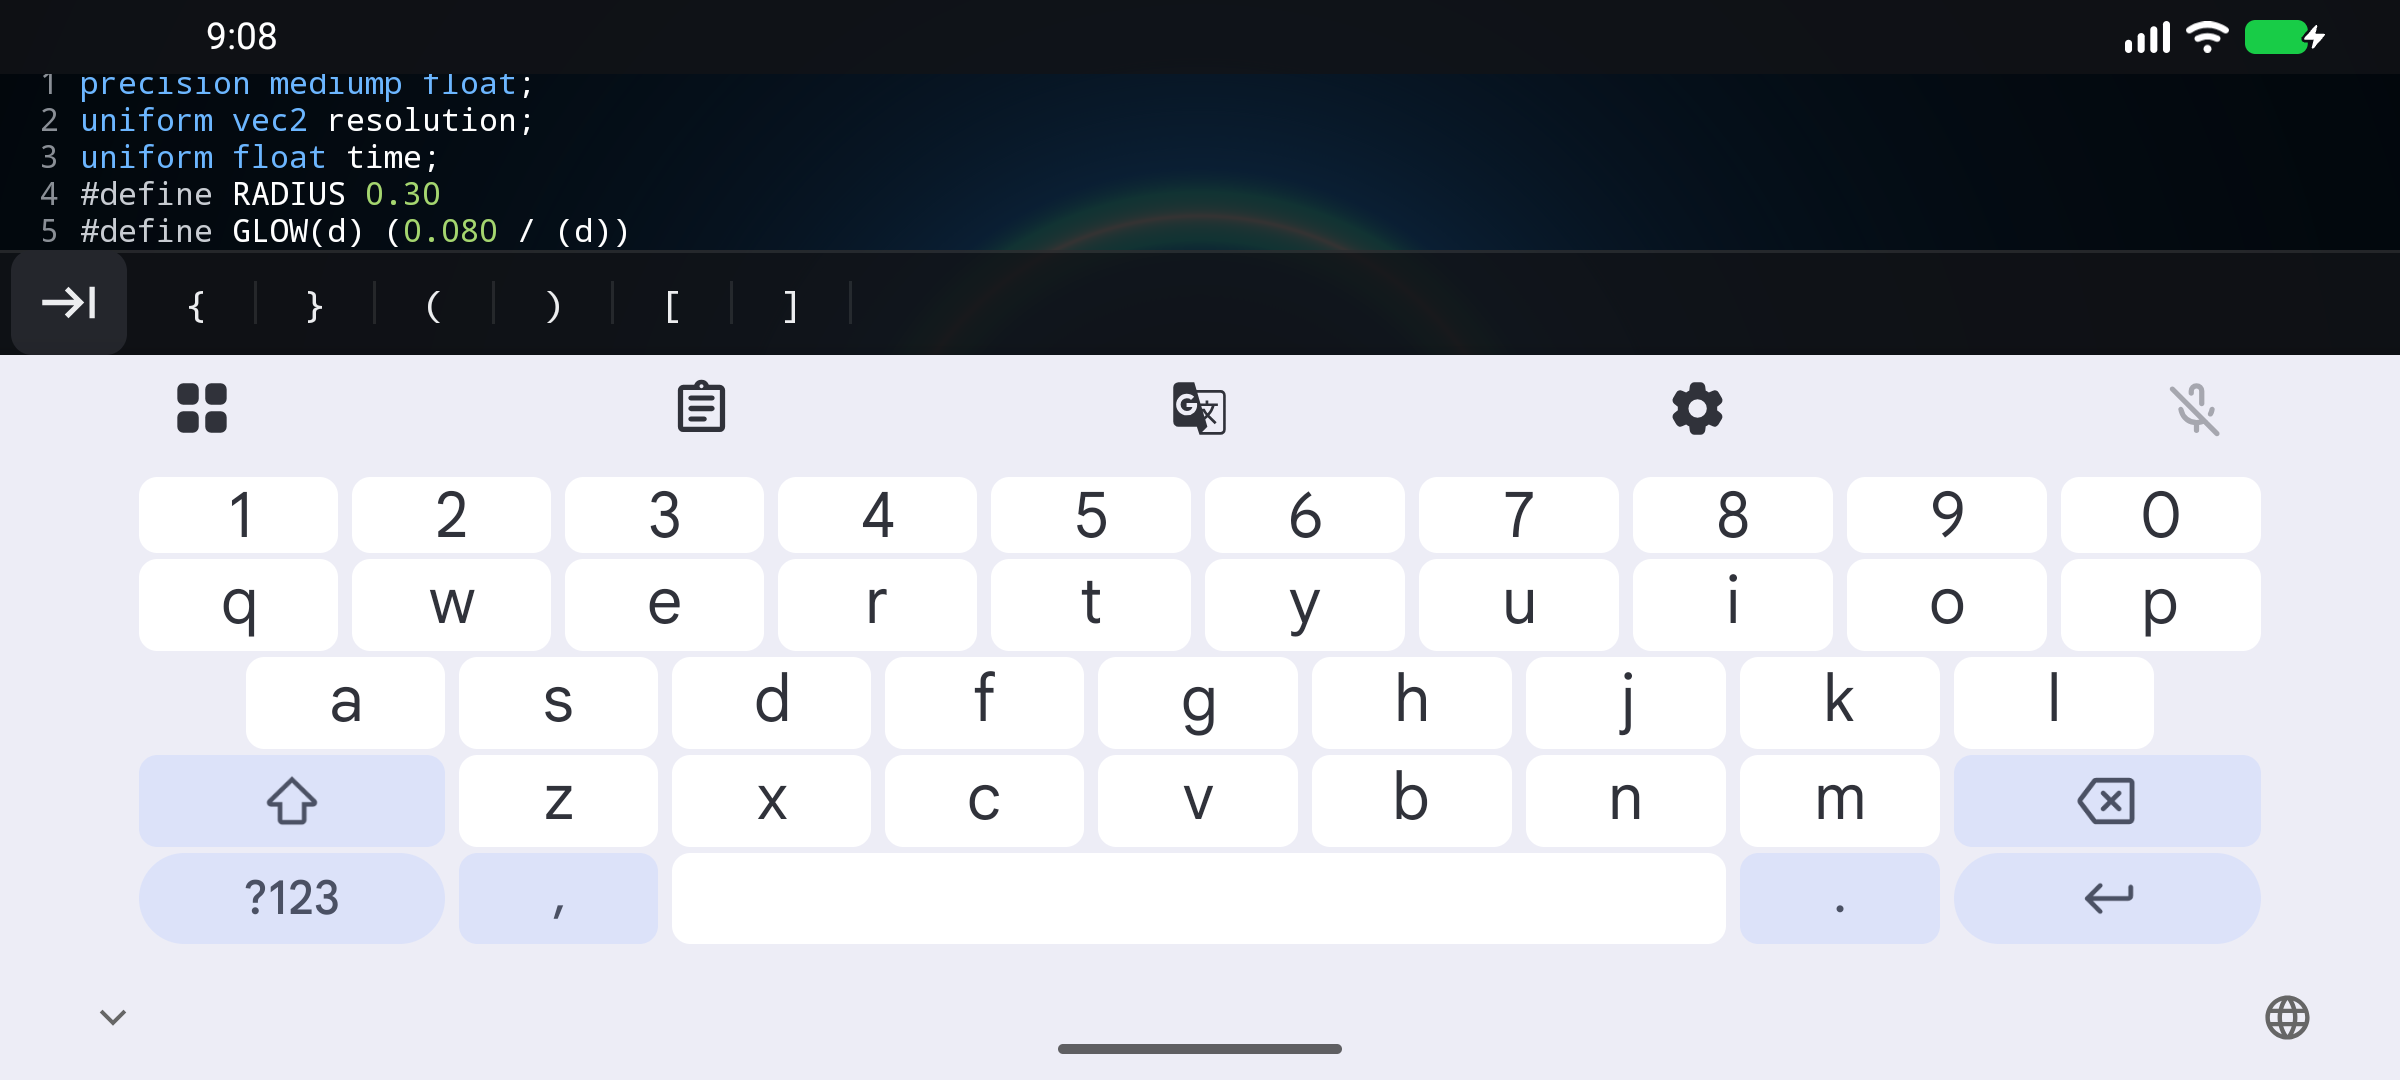 9:08
1 precision mediump float;
2 uniform vec2 resolution;
3 uniform float time;
4 #define RADIUS 0.30
5 #define GLOW(d) (0.080 / (d))
{ } ( ) [ ]
1 2 3 4 5 6 7 8 9 0
q w e r t y u i o p
a s d f g h j k l
z x c v b n m
?123 , .